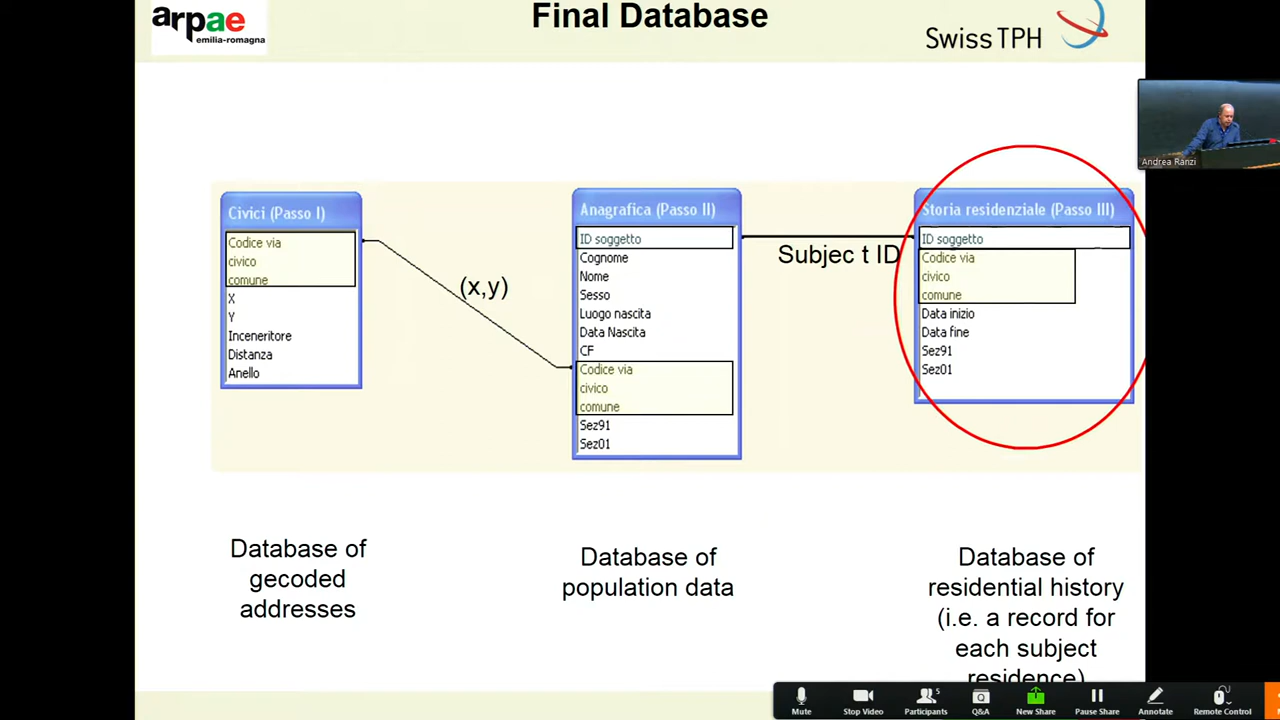 Final Database
arpae
emilia-romagna
Swiss TPH
Andrea Ranzi
Civici (Passo I)
Codice via
civico
comune
X
Y
Inceneritore
Distanza
Anello
(x,y)
Anagrafica (Passo II)
ID soggetto
Cognome
Nome
Sesso
Luogo nascita
Data Nascita
CF
Codice via
civico
comune
Sez91
Sez01
Subjec t ID
Storia residenziale (Passo III)
ID soggetto
Codice via
civico
comune
Data inizio
Data fine
Sez91
Sez01
Database of
gecoded
addresses
Database of
population data
Database of
residential history
(i.e. a record for
each subject
residence)
Mute
Stop Video
5
Participants
Q&A
New Share
Pause Share
Annotate
Remote Control